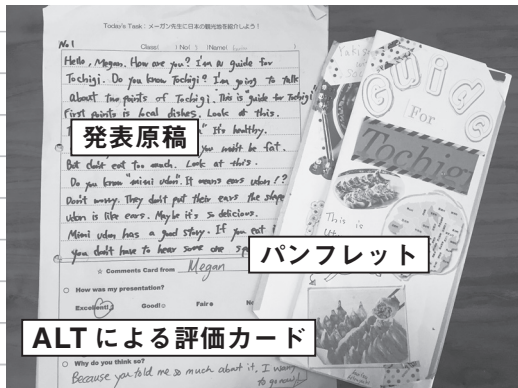 Today's Task：メーガン先生に日本の観光地を紹介しよう！
No.1
Class( ) No( ) Name(
Hello, Megan. How are you? I'm a guide for
Tochigi. Do you know Tochigi? I'm going to talk
about two points of Tochigi. This is "guide for Tochigi"
First points is local dishes. Look at this.
発表原稿
It's healthy.
you won't be fat.
But don't eat too much. Look at this.
Do you know "mimi udon". It means ears udon!?
Don't worry. They don't put their ears the shape
udon is like ears. Maybe it's so delicious.
Mimi udon has a good story. If you eat i
you don't have to hear some one
☆ Comments Card from Megan
○ How was my presentation?
Excellent!! Good!○ Fair△
ALTによる評価カード
○ Why do you think so?
Because you told me so much about it, I want
to go now!
Guide
For
Tochigi
This is
パンフレット